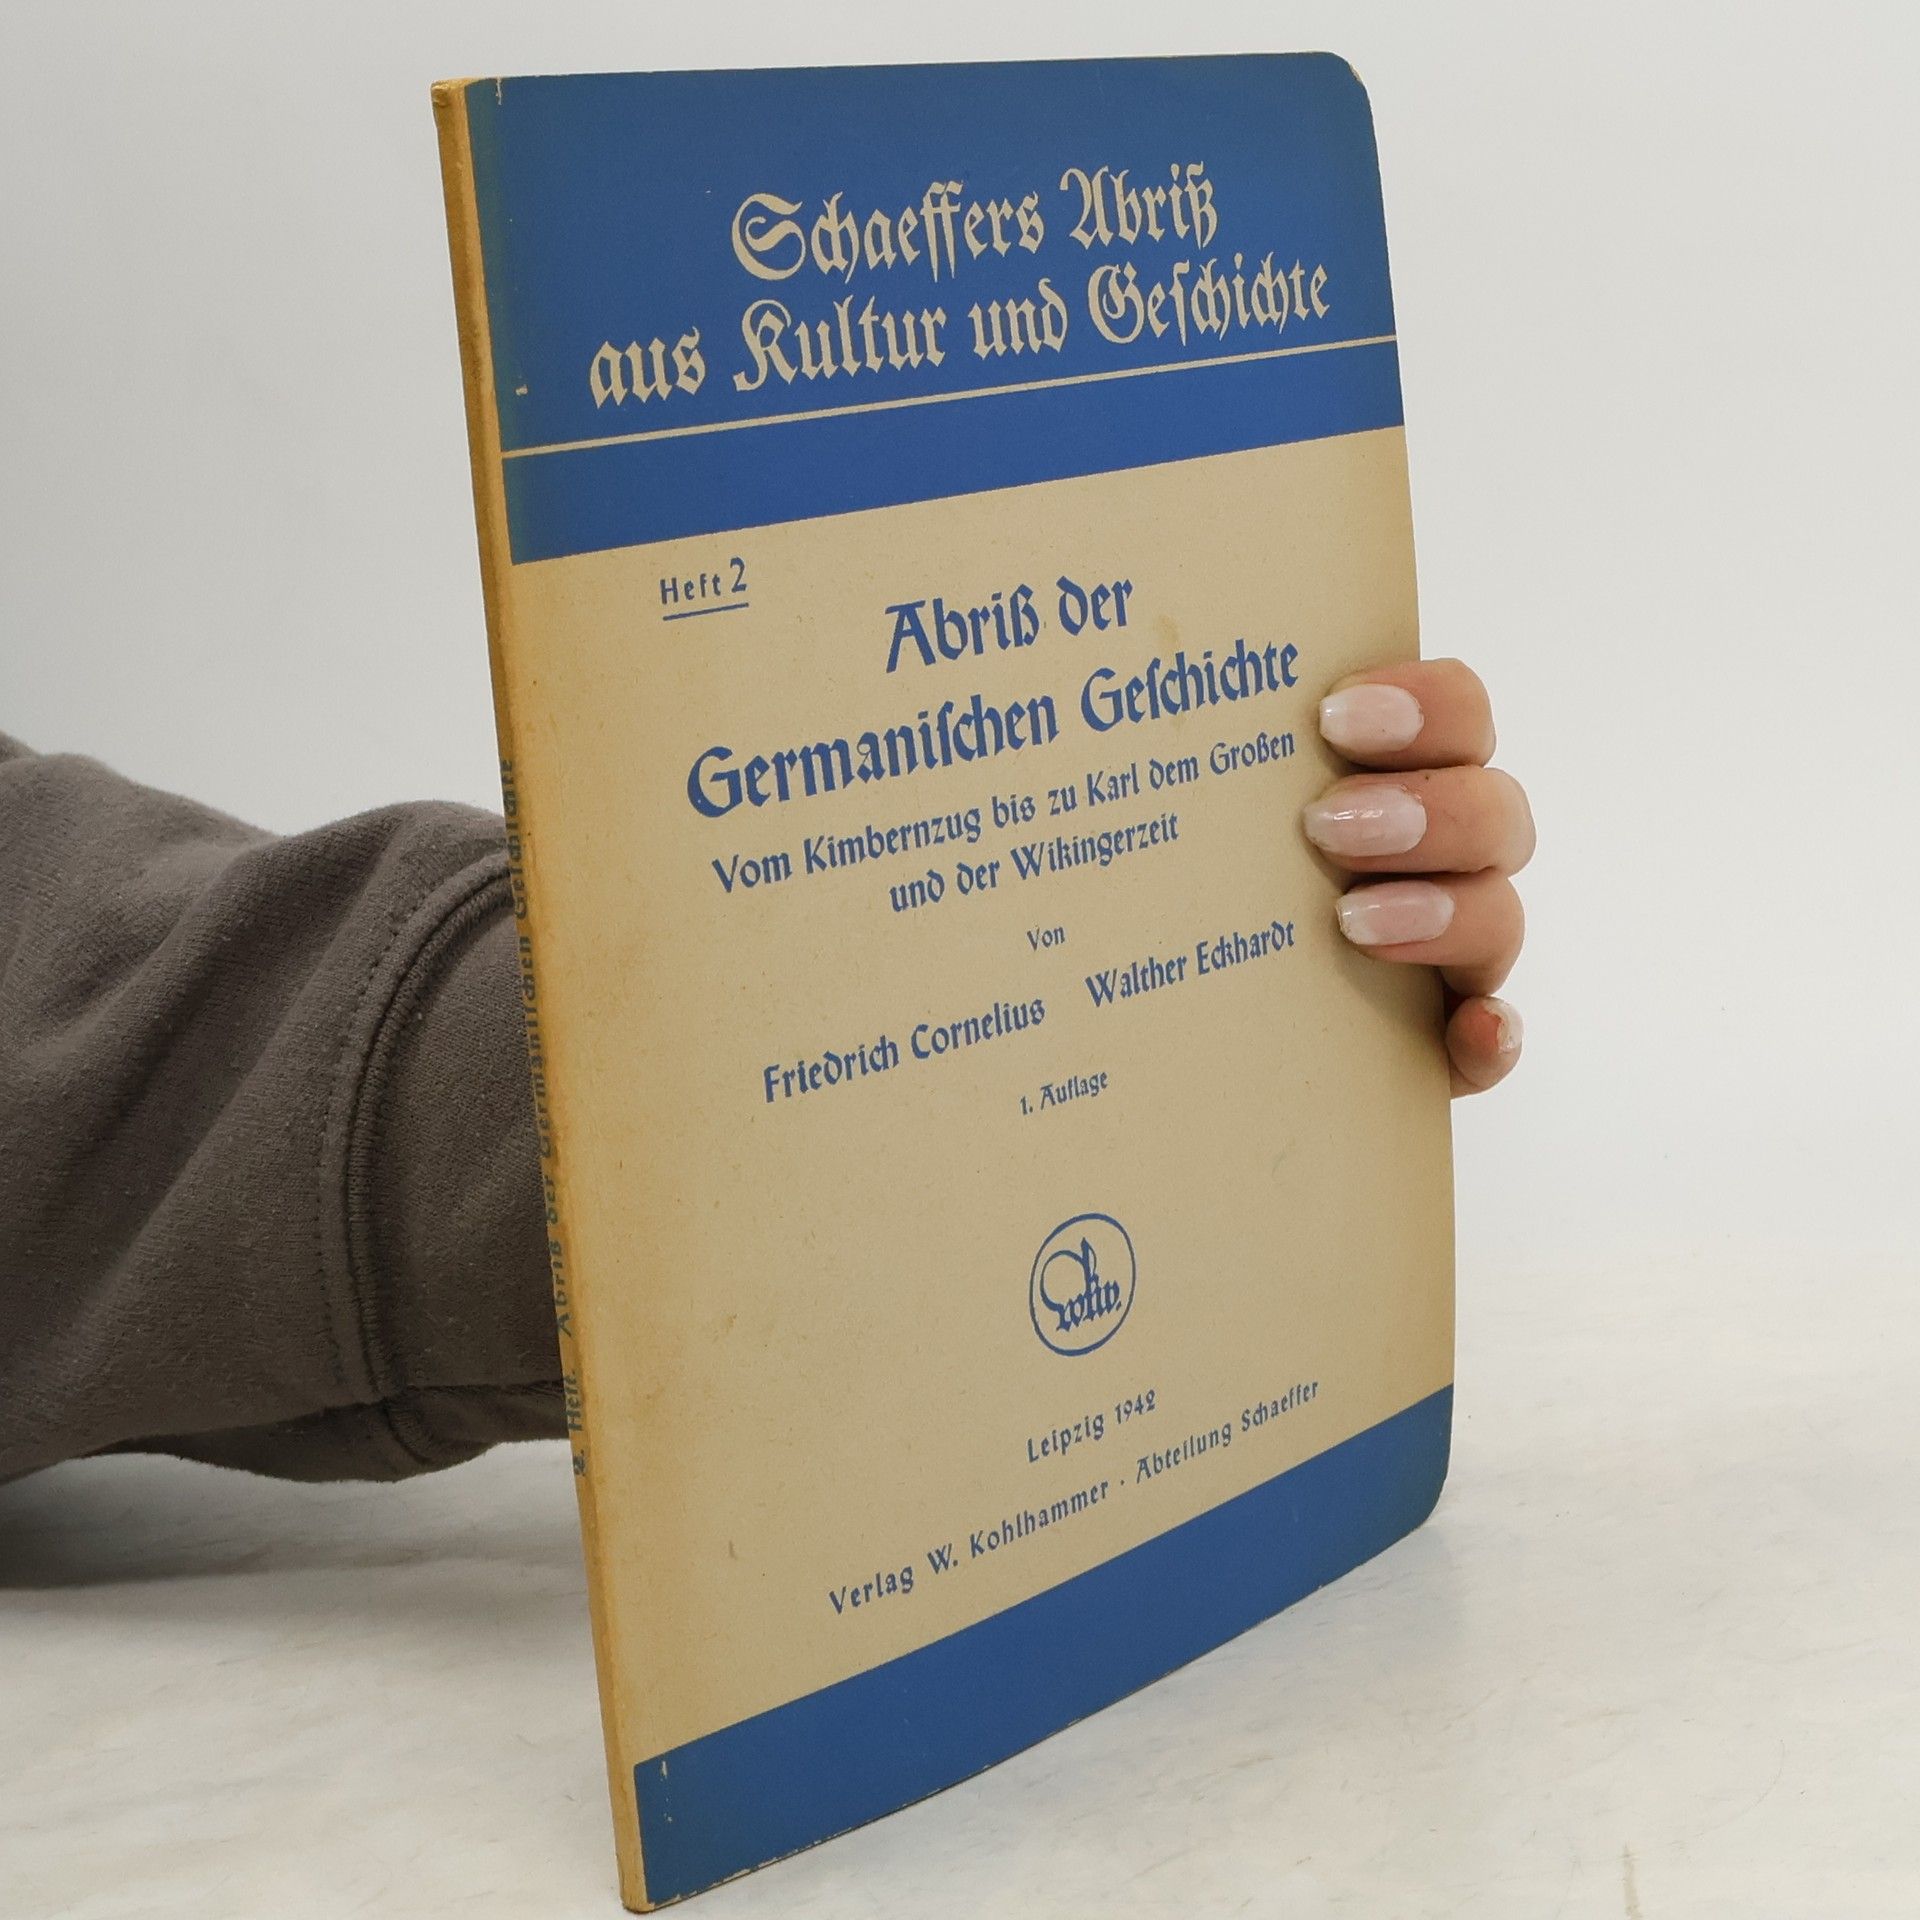 Schaeffers Abriß
aus Kultur und Geſchichte
Heft 2
Abriß der
Germaniſchen Geſchichte
Vom Kimbernzug bis zu Karl dem Großen
und der Wikingerzeit
Von
Friedrich Cornelius Walther Eckhardt
1. Auflage
wkw.
Leipzig 1942
Verlag W. Kohlhammer · Abteilung Schaeffer
2. Heft. Abriß der Germaniſchen Geſchichte